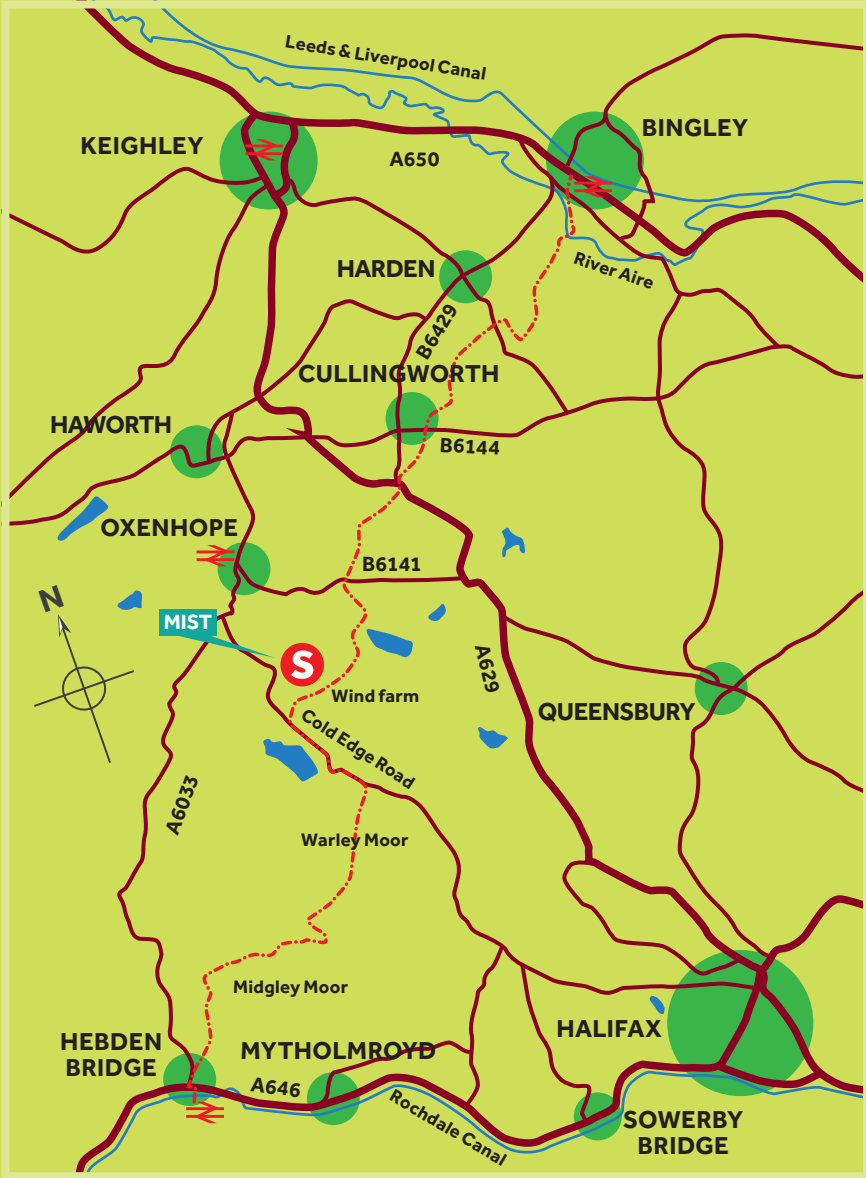 Leeds & Liverpool Canal
BINGLEY
KEIGHLEY
A650
HARDEN
River Aire
B6429
CULLINGWORTH
HAWORTH
B6144
OXENHOPE
B6141
N
MIST
S
A629
Wind farm
QUEENSBURY
Cold Edge Road
A6033
Warley Moor
Midgley Moor
HALIFAX
HEBDEN
BRIDGE
MYTHOLMROYD
A646
Rochdale Canal
SOWERBY
BRIDGE